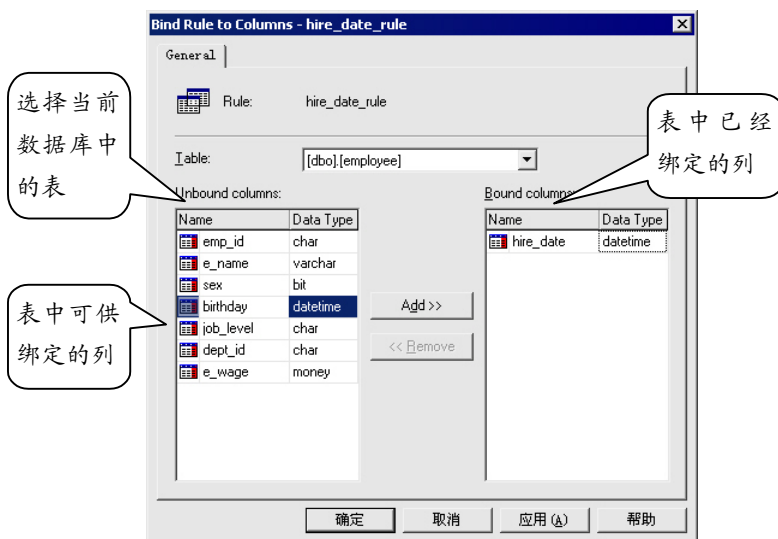 Bind Rule to Columns - hire_date_rule
General
Rule: hire_date_rule
选择当前
数据库中
的表
表中已经
绑定的列
Table: [dbo].[employee]
Unbound columns:
Bound columns:
Name Data Type
emp_id char
e_name varchar
sex bit
birthday datetime
job_level char
dept_id char
e_wage money
表中可供
绑定的列
Add >>
<< Remove
Name Data Type
hire_date datetime
确定 取消 应用(A) 帮助